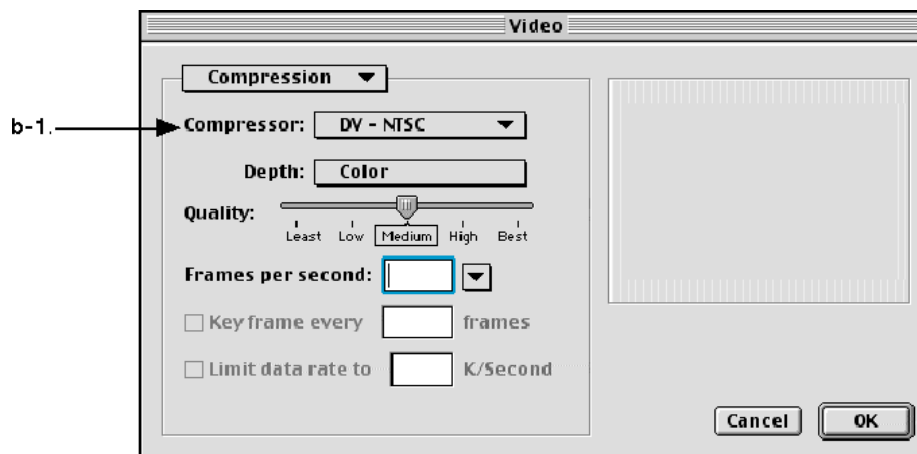 Video
Compression
b-1. Compressor: DV - NTSC
Depth: Color
Quality:
Least Low Medium High Best
Frames per second:
Key frame every frames
Limit data rate to K/Second
Cancel OK